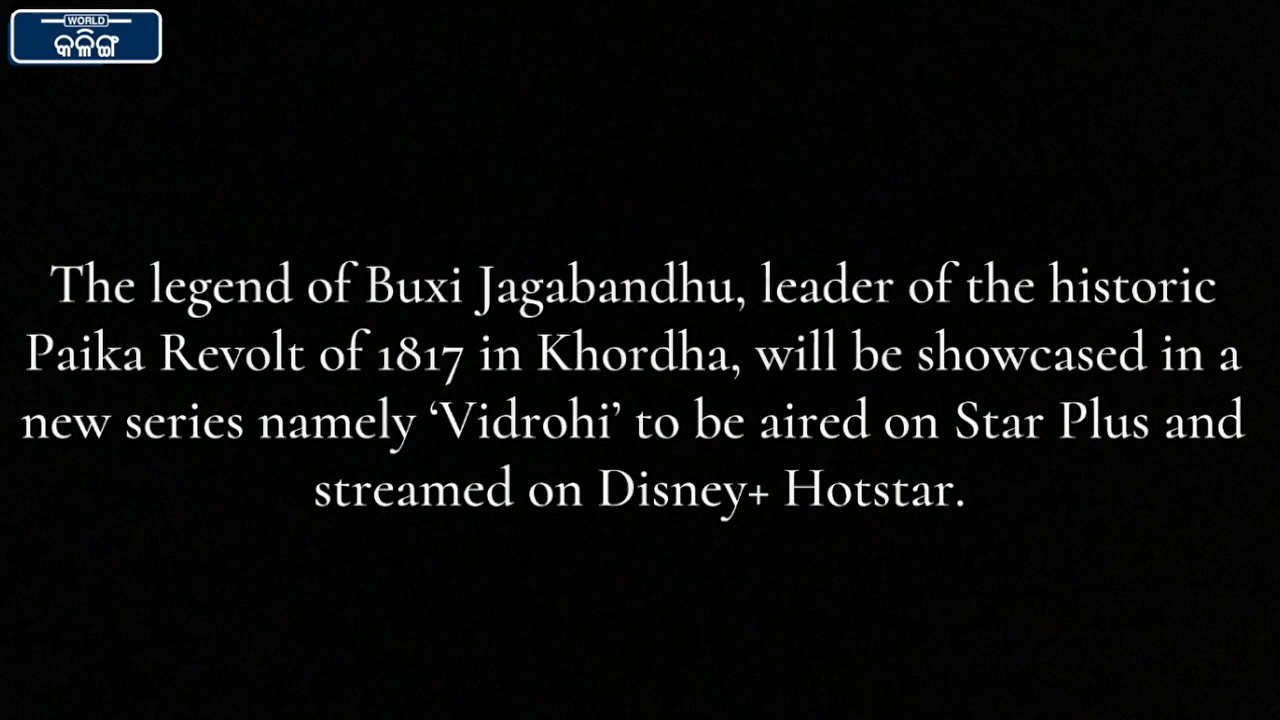 WORLD
କଳିଙ୍ଗ
The legend of Buxi Jagabandhu, leader of the historic
Paika Revolt of 1817 in Khordha, will be showcased in a
new series namely ‘Vidrohi’ to be aired on Star Plus and
streamed on Disney+ Hotstar.